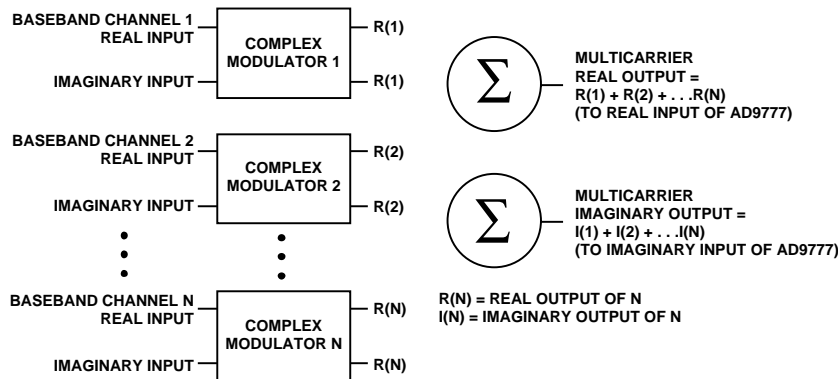 BASEBAND CHANNEL 1
REAL INPUT
IMAGINARY INPUT
COMPLEX
MODULATOR 1
R(1)
R(1)
BASEBAND CHANNEL 2
REAL INPUT
IMAGINARY INPUT
COMPLEX
MODULATOR 2
R(2)
R(2)
BASEBAND CHANNEL N
REAL INPUT
IMAGINARY INPUT
COMPLEX
MODULATOR N
R(N)
R(N)
Σ
MULTICARRIER
REAL OUTPUT =
R(1) + R(2) + . . .R(N)
(TO REAL INPUT OF AD9777)
Σ
MULTICARRIER
IMAGINARY OUTPUT =
I(1) + I(2) + . . .I(N)
(TO IMAGINARY INPUT OF AD9777)
R(N) = REAL OUTPUT OF N
I(N) = IMAGINARY OUTPUT OF N